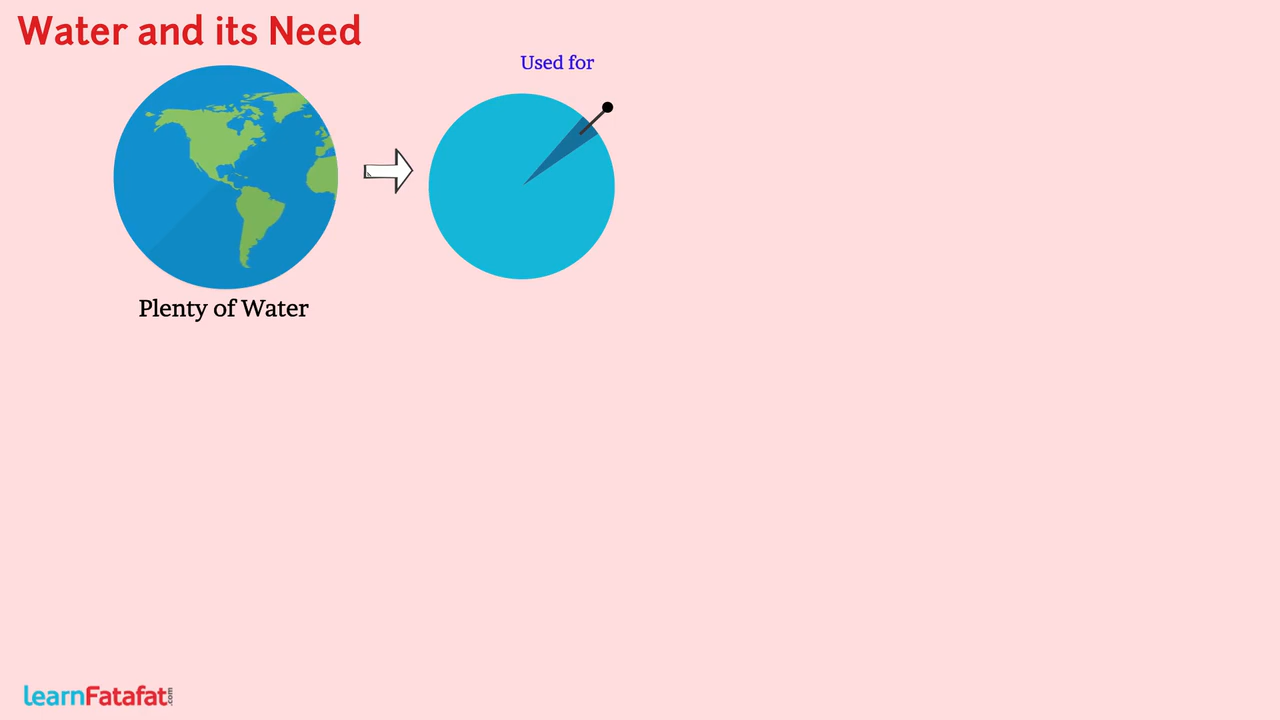 Water and its Need
Used for
Plenty of Water
learnFatafat.com